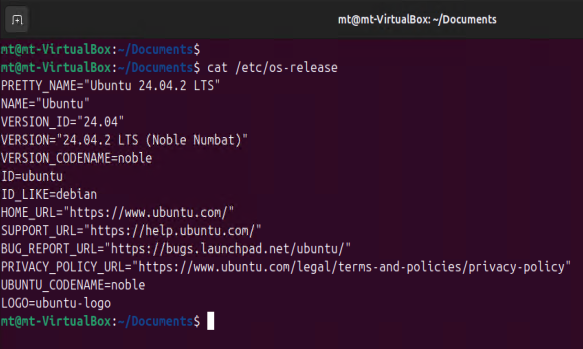 mt@mt-VirtualBox: ~/Documents
mt@mt-VirtualBox:~/Documents$
mt@mt-VirtualBox:~/Documents$ cat /etc/os-release
PRETTY_NAME="Ubuntu 24.04.2 LTS"
NAME="Ubuntu"
VERSION_ID="24.04"
VERSION="24.04.2 LTS (Noble Numbat)"
VERSION_CODENAME=noble
ID=ubuntu
ID_LIKE=debian
HOME_URL="https://www.ubuntu.com/"
SUPPORT_URL="https://help.ubuntu.com/"
BUG_REPORT_URL="https://bugs.launchpad.net/ubuntu/"
PRIVACY_POLICY_URL="https://www.ubuntu.com/legal/terms-and-policies/privacy-policy"
UBUNTU_CODENAME=noble
LOGO=ubuntu-logo
mt@mt-VirtualBox:~/Documents$